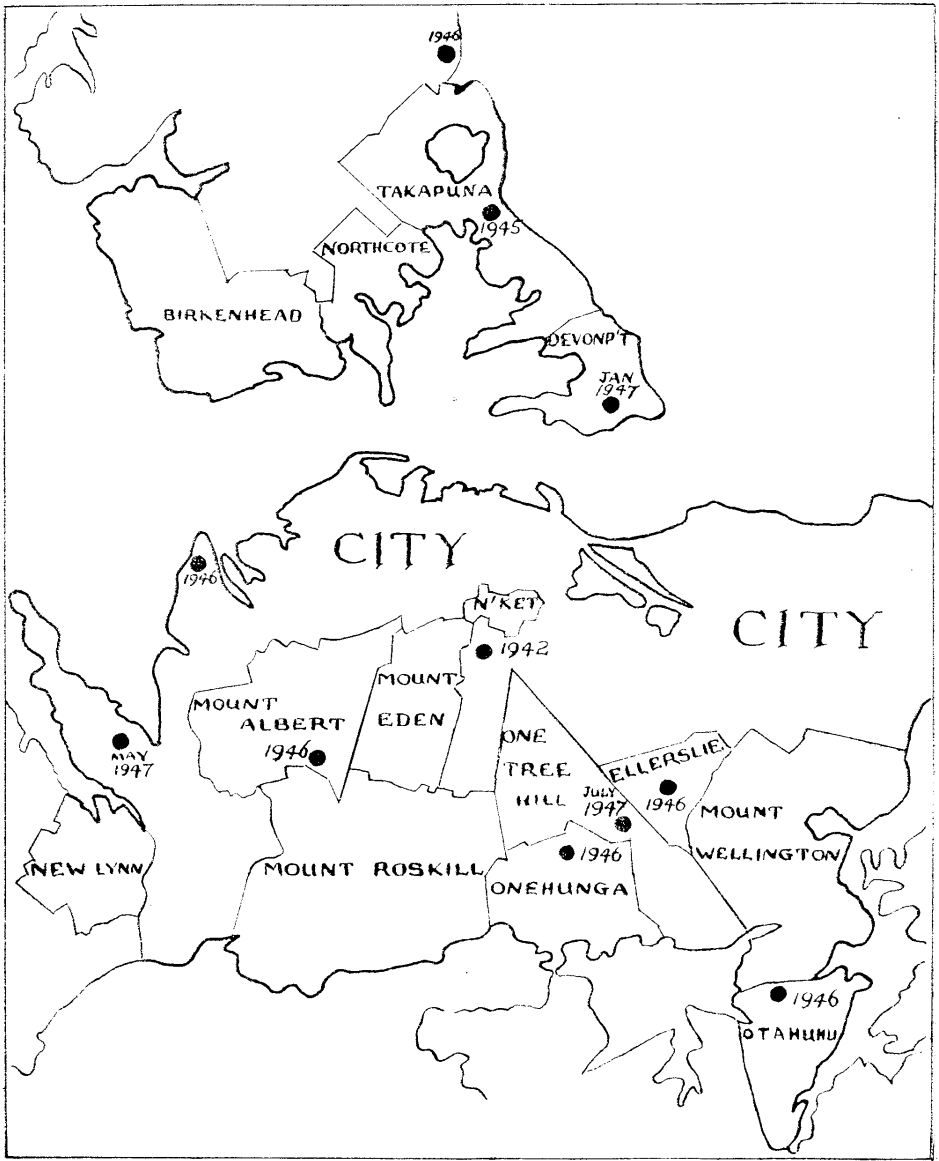 1946
TAKAPUNA
1945
NORTHCOTE
BIRKENHEAD
DEVONP'T
JAN
1947
CITY
1946
N'KET
CITY
1942
MOUNT
EDEN
MOUNT
ALBERT
1946
MAY
1947
ONE
TREE
HILL
JULY
1947
ELLERSLIE
1946
MOUNT
WELLINGTON
1946
NEW LYNN
MOUNT ROSKILL
ONEHUNGA
1946
OTAHUHU